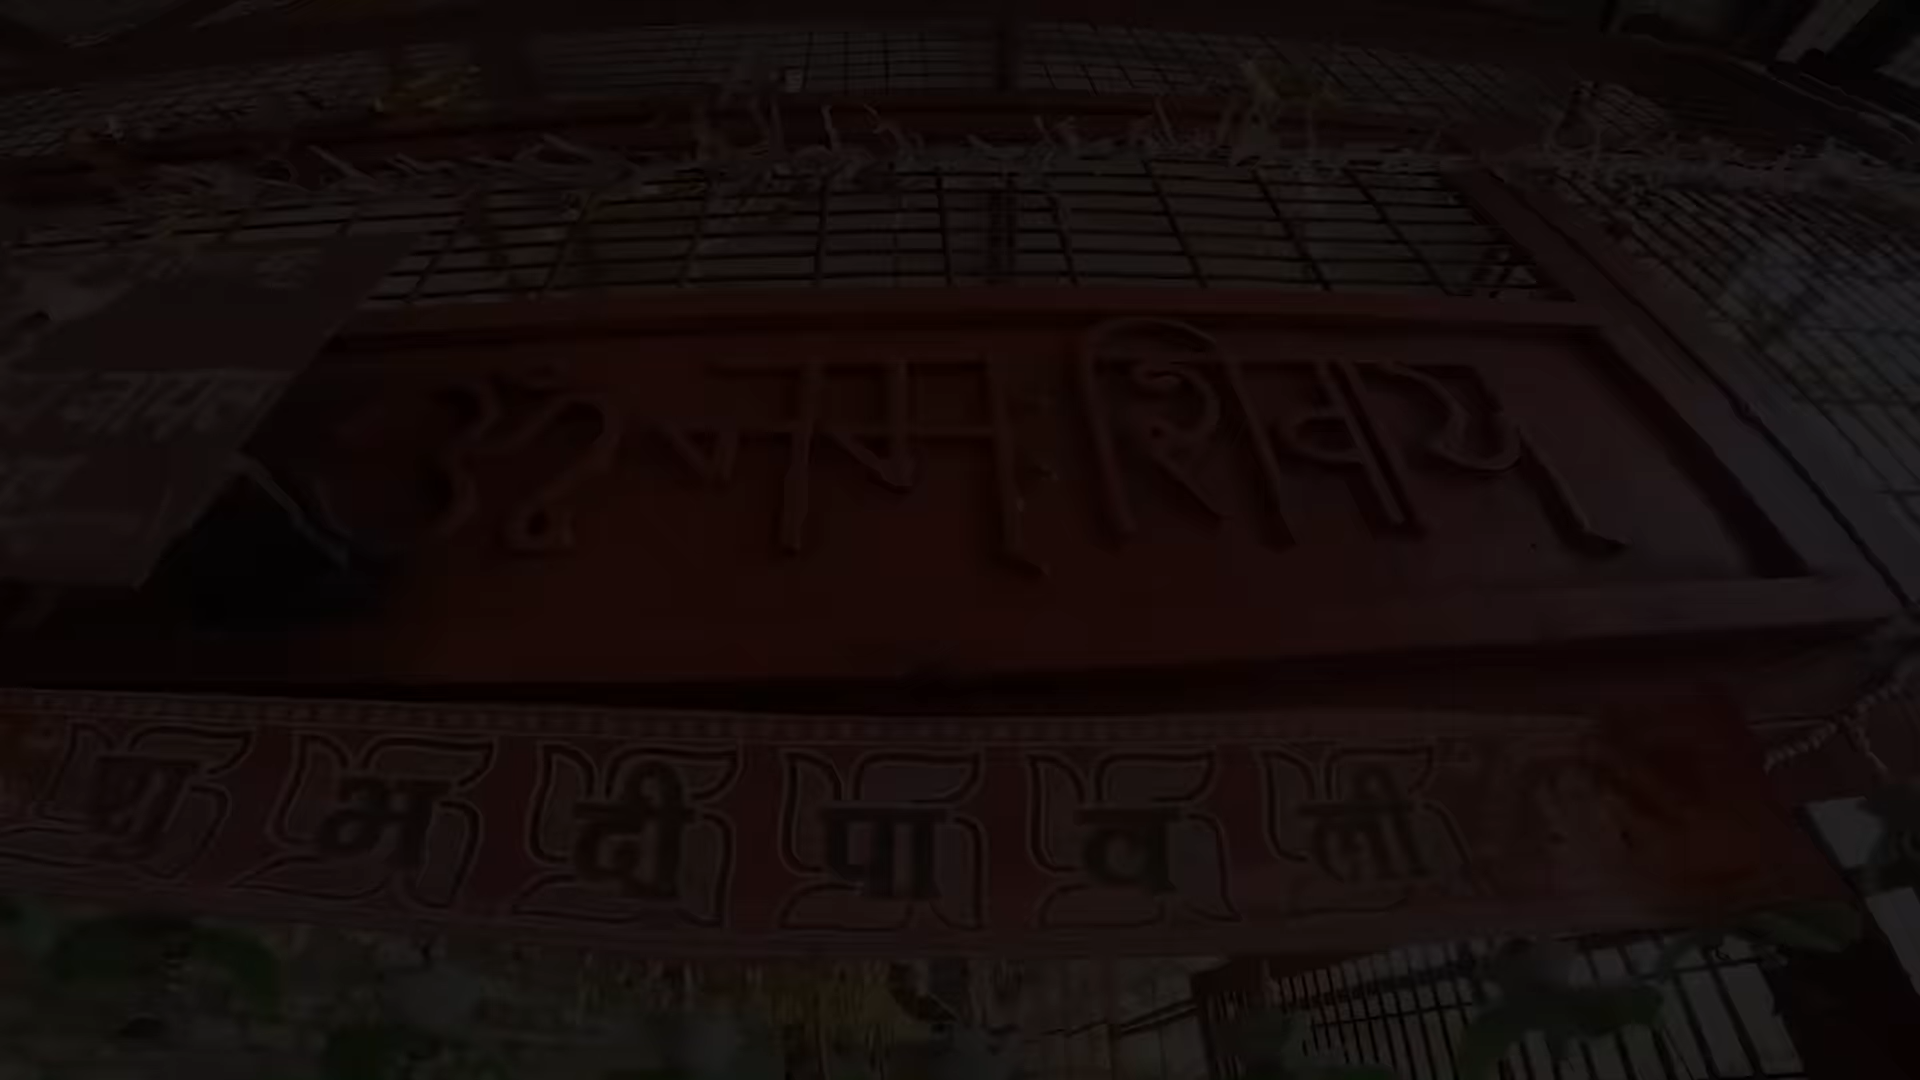 ॐ नमः शिवाय
शुभ दीपावली